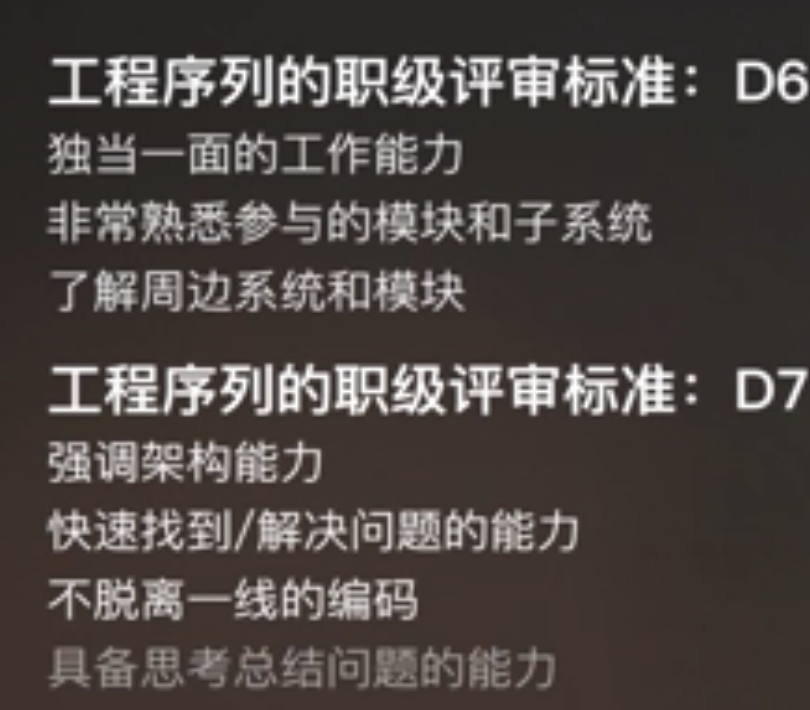 工程序列的职级评审标准：D6
独当一面的工作能力
非常熟悉参与的模块和子系统
了解周边系统和模块
工程序列的职级评审标准：D7
强调架构能力
快速找到/解决问题的能力
不脱离一线的编码
具备思考总结问题的能力